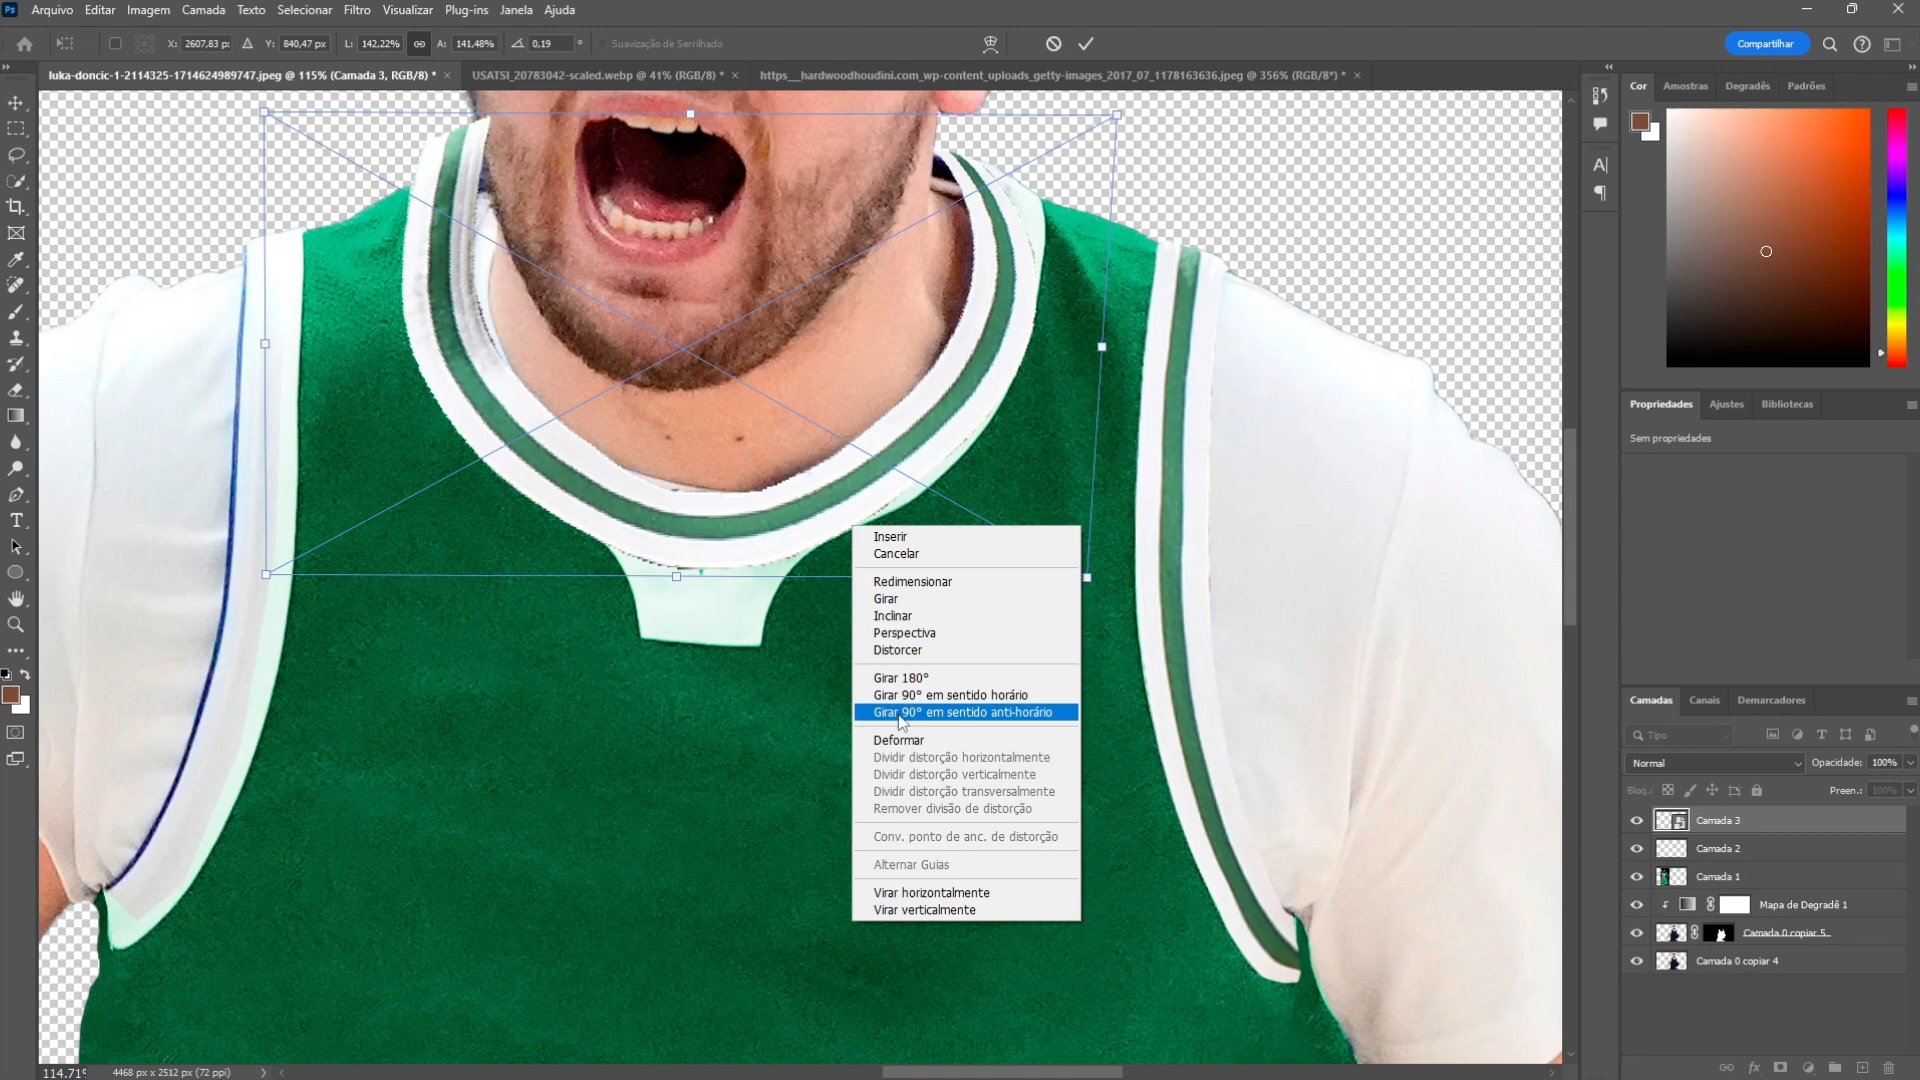 Ps Arquivo Editar Imagem Camada Texto Selecionar Filtro Visualizar Plug-ins Janela Ajuda
X: 2607,83 p: Y: 840,47 px L: 142,22% A: 141,48% 0,19 ° Suavização de Serrilhado Compartilhar
luka-doncic-1-2114325-1714624989747.jpeg @ 115% (Camada 3, RGB/8) * × USATSI_20783042-scaled.webp @ 41% (RGB/8) * × https__hardwoodhoudini.com_wp-content_uploads_getty-images_2017_07_1178163636.jpeg @ 356% (RGB/8*) * ×
Cor Amostras Degradês Padrões
Propriedades Ajustes Bibliotecas
Sem propriedades
Inserir
Cancelar
Redimensionar
Girar
Inclinar
Perspectiva
Distorcer
Girar 180°
Girar 90° em sentido horário
Girar 90° em sentido anti-horário
Deformar
Dividir distorção horizontalmente
Dividir distorção verticalmente
Dividir distorção transversalmente
Remover divisão de distorção
Conv. ponto de anc. de distorção
Alternar Guias
Virar horizontalmente
Virar verticalmente
Camadas Canais Demarcadores
Tipo
Normal Opacidade: 100%
Bloq.: Preen.: 100%
Camada 3
Camada 2
Camada 1
Mapa de Degradê 1
Camada 0 copiar 5
Camada 0 copiar 4
114.71% 4468 px x 2512 px (72 ppi)